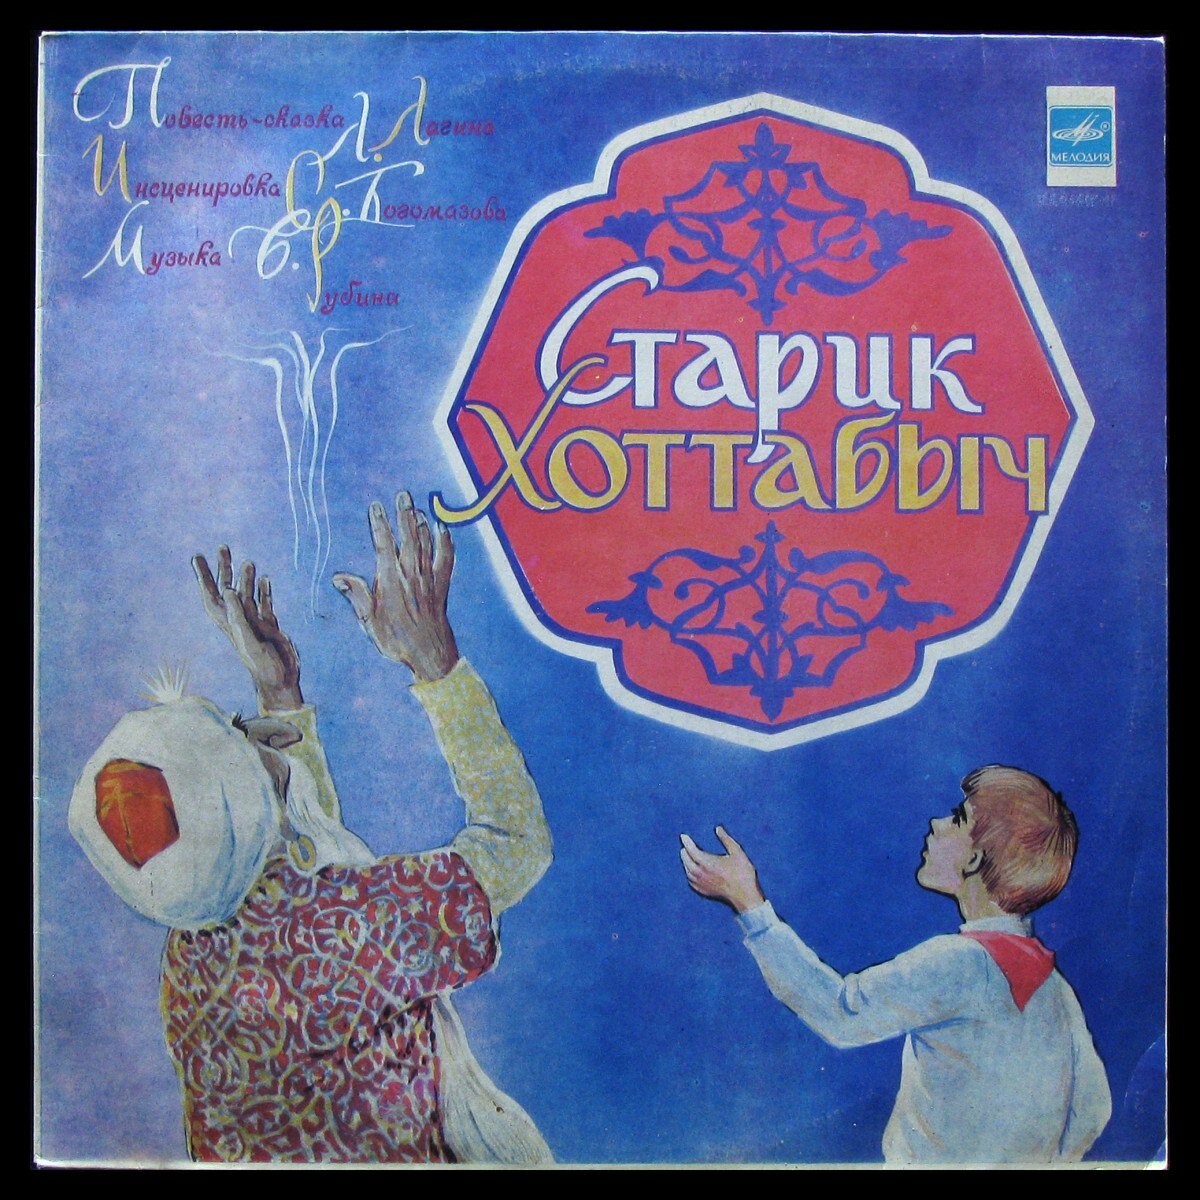 Повесть-сказка Л. Лагина
Инсценировка С. Богомазова
Музыка Б. Рубина
МЕЛОДИЯ
Старик
Хоттабыч